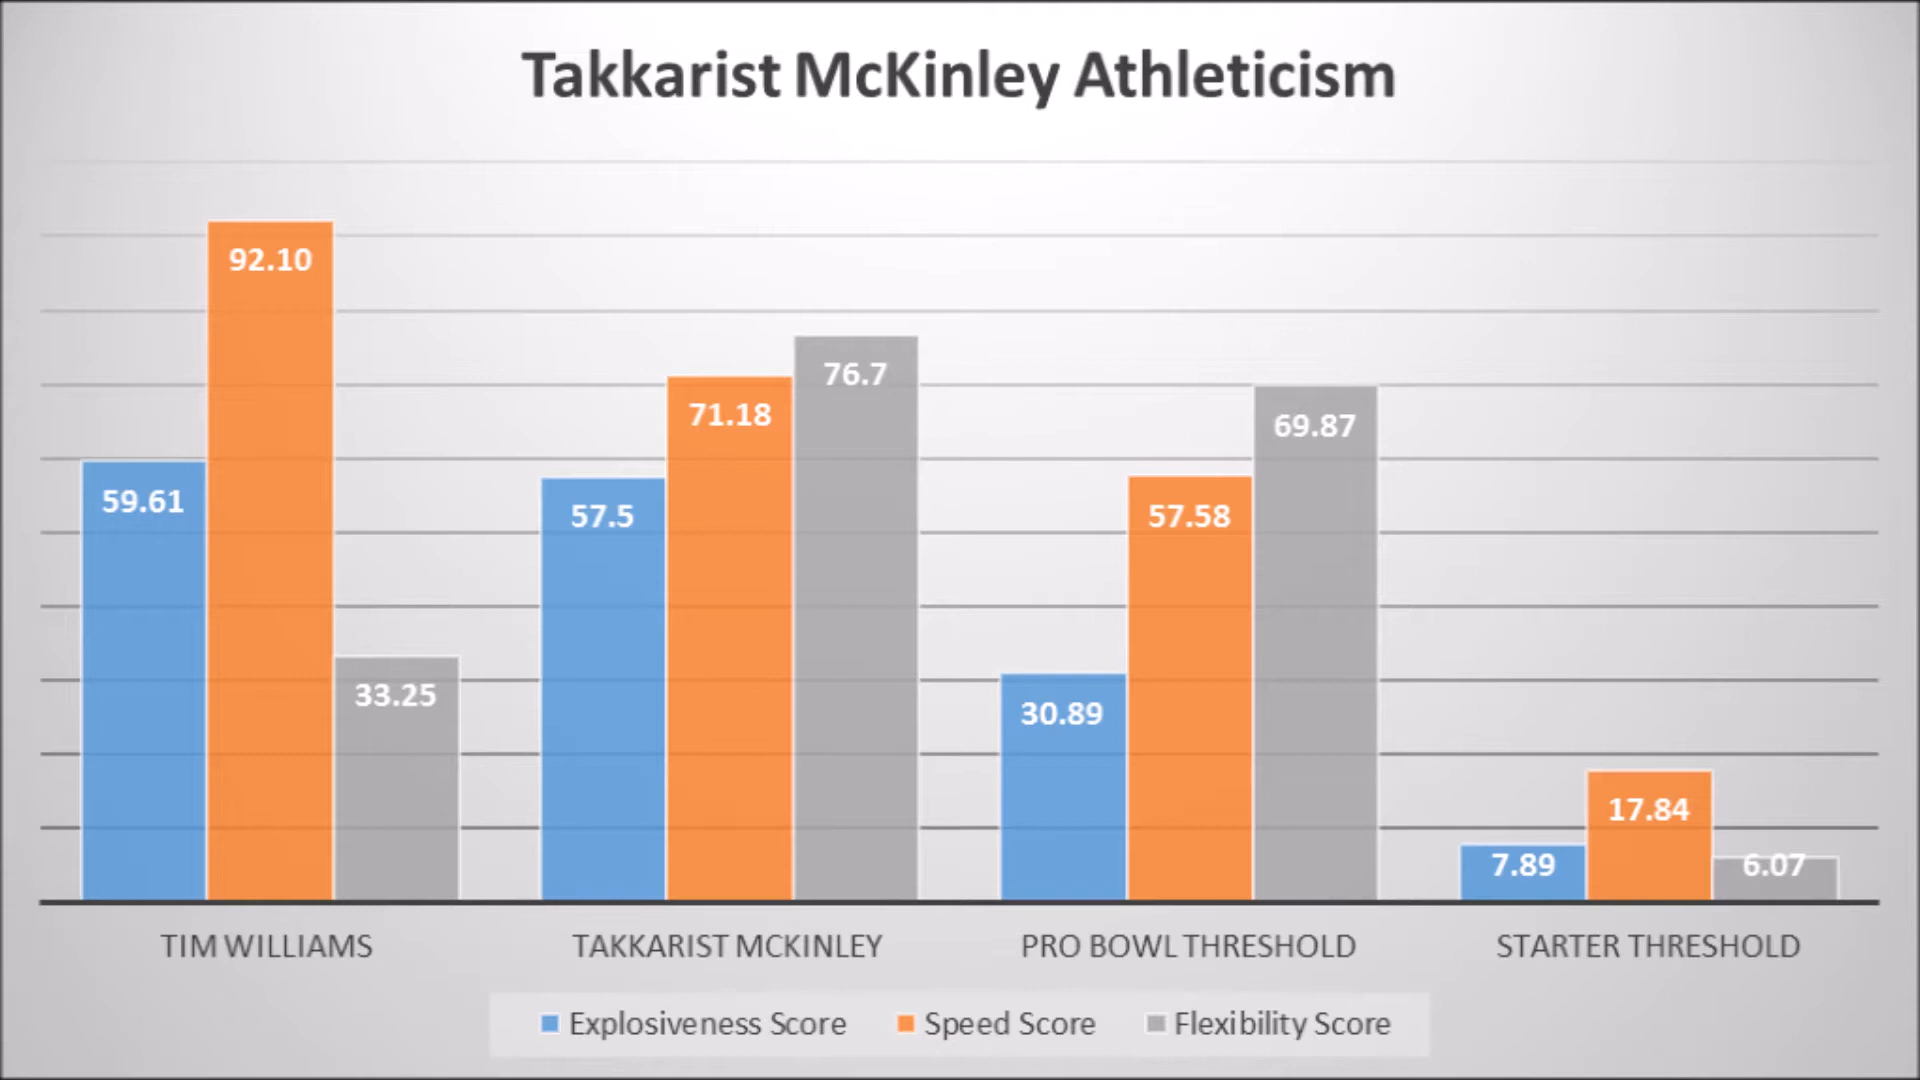 Takkarist McKinley Athleticism
92.10
76.7
71.18
69.87
59.61
57.5
57.58
33.25
30.89
17.84
7.89
6.07
TIM WILLIAMS
TAKKARIST MCKINLEY
PRO BOWL THRESHOLD
STARTER THRESHOLD
Explosiveness Score
Speed Score
Flexibility Score